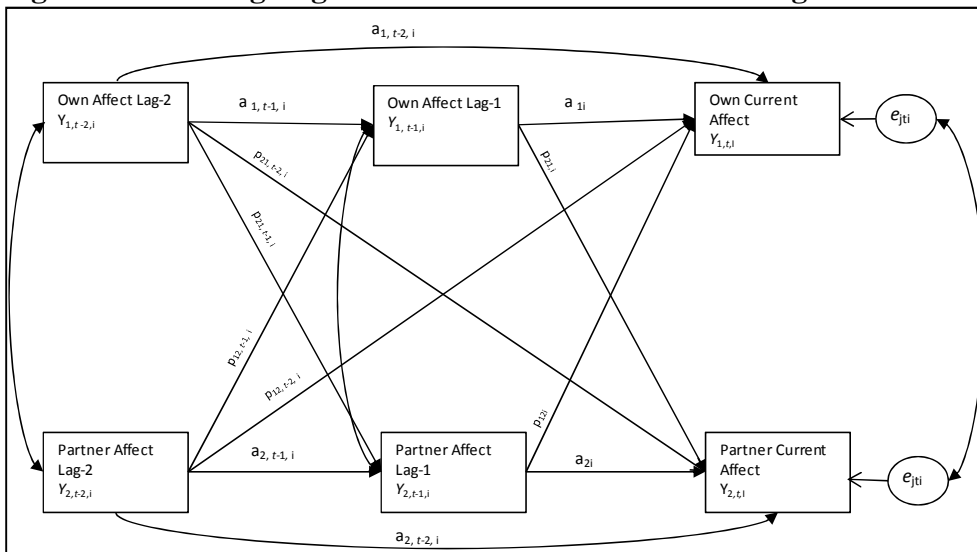 a1, t-2, i
Own Affect Lag-2
Y1,t-2,i
a 1, t-1, i
Own Affect Lag-1
Y1, t-1,i
a 1i
Own Current
Affect
Y1,t,I
ejti
p21, t-2, i
p21, t-1, i
p21,i
p12, t-1, i
p12, t-2, i
p12i
Partner Affect
Lag-2
Y2,t-2,i
a2, t-1, i
Partner Affect
Lag-1
Y2,t-1,i
a2i
Partner Current
Affect
Y2,t,I
ejti
a2, t-2, i